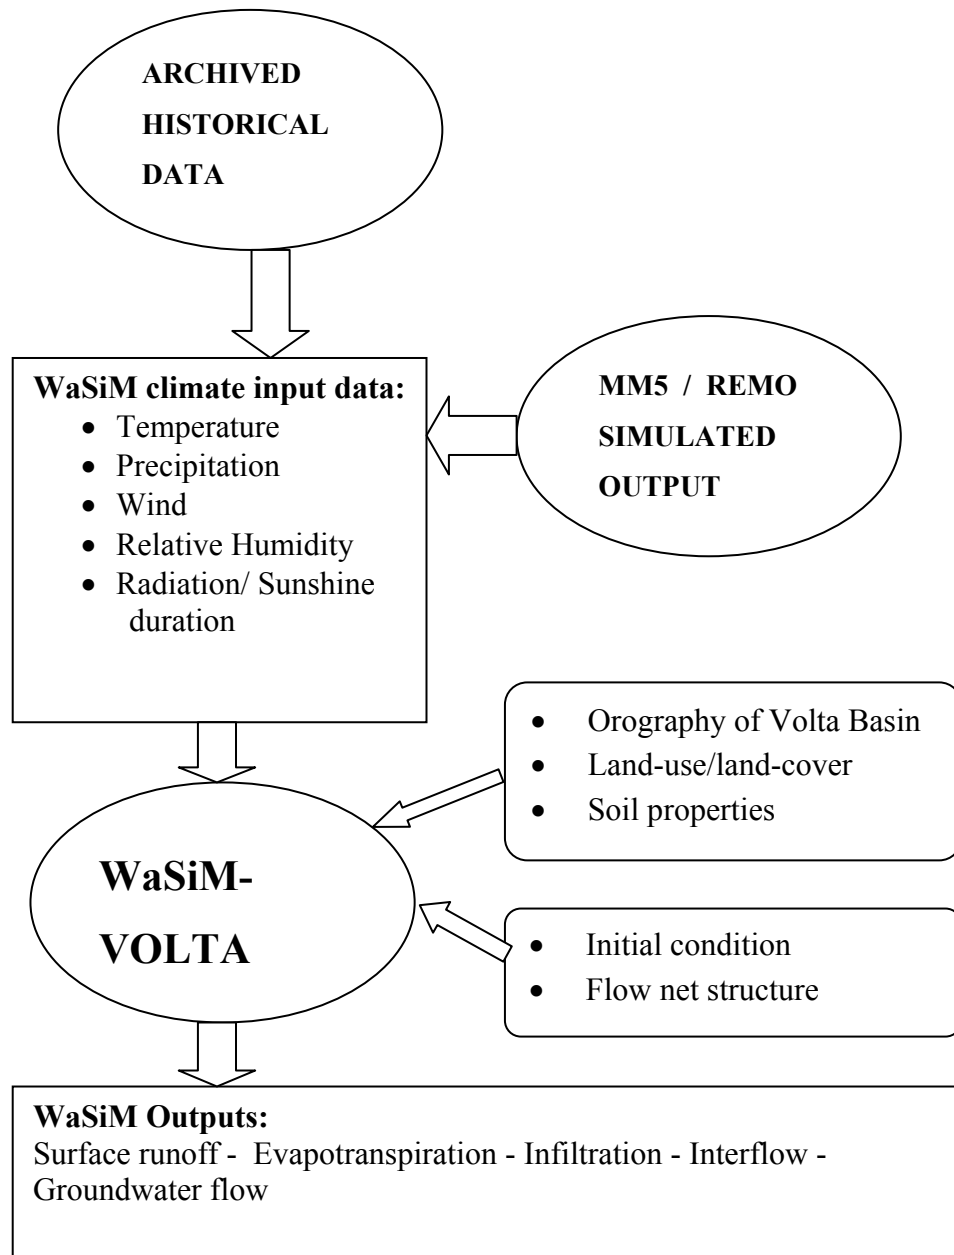 ARCHIVED
HISTORICAL
DATA
WaSiM climate input data:
• Temperature
• Precipitation
• Wind
• Relative Humidity
• Radiation/ Sunshine
duration
MM5 / REMO
SIMULATED
OUTPUT
• Orography of Volta Basin
• Land-use/land-cover
• Soil properties
WaSiM-
VOLTA
• Initial condition
• Flow net structure
WaSiM Outputs:
Surface runoff - Evapotranspiration - Infiltration - Interflow -
Groundwater flow